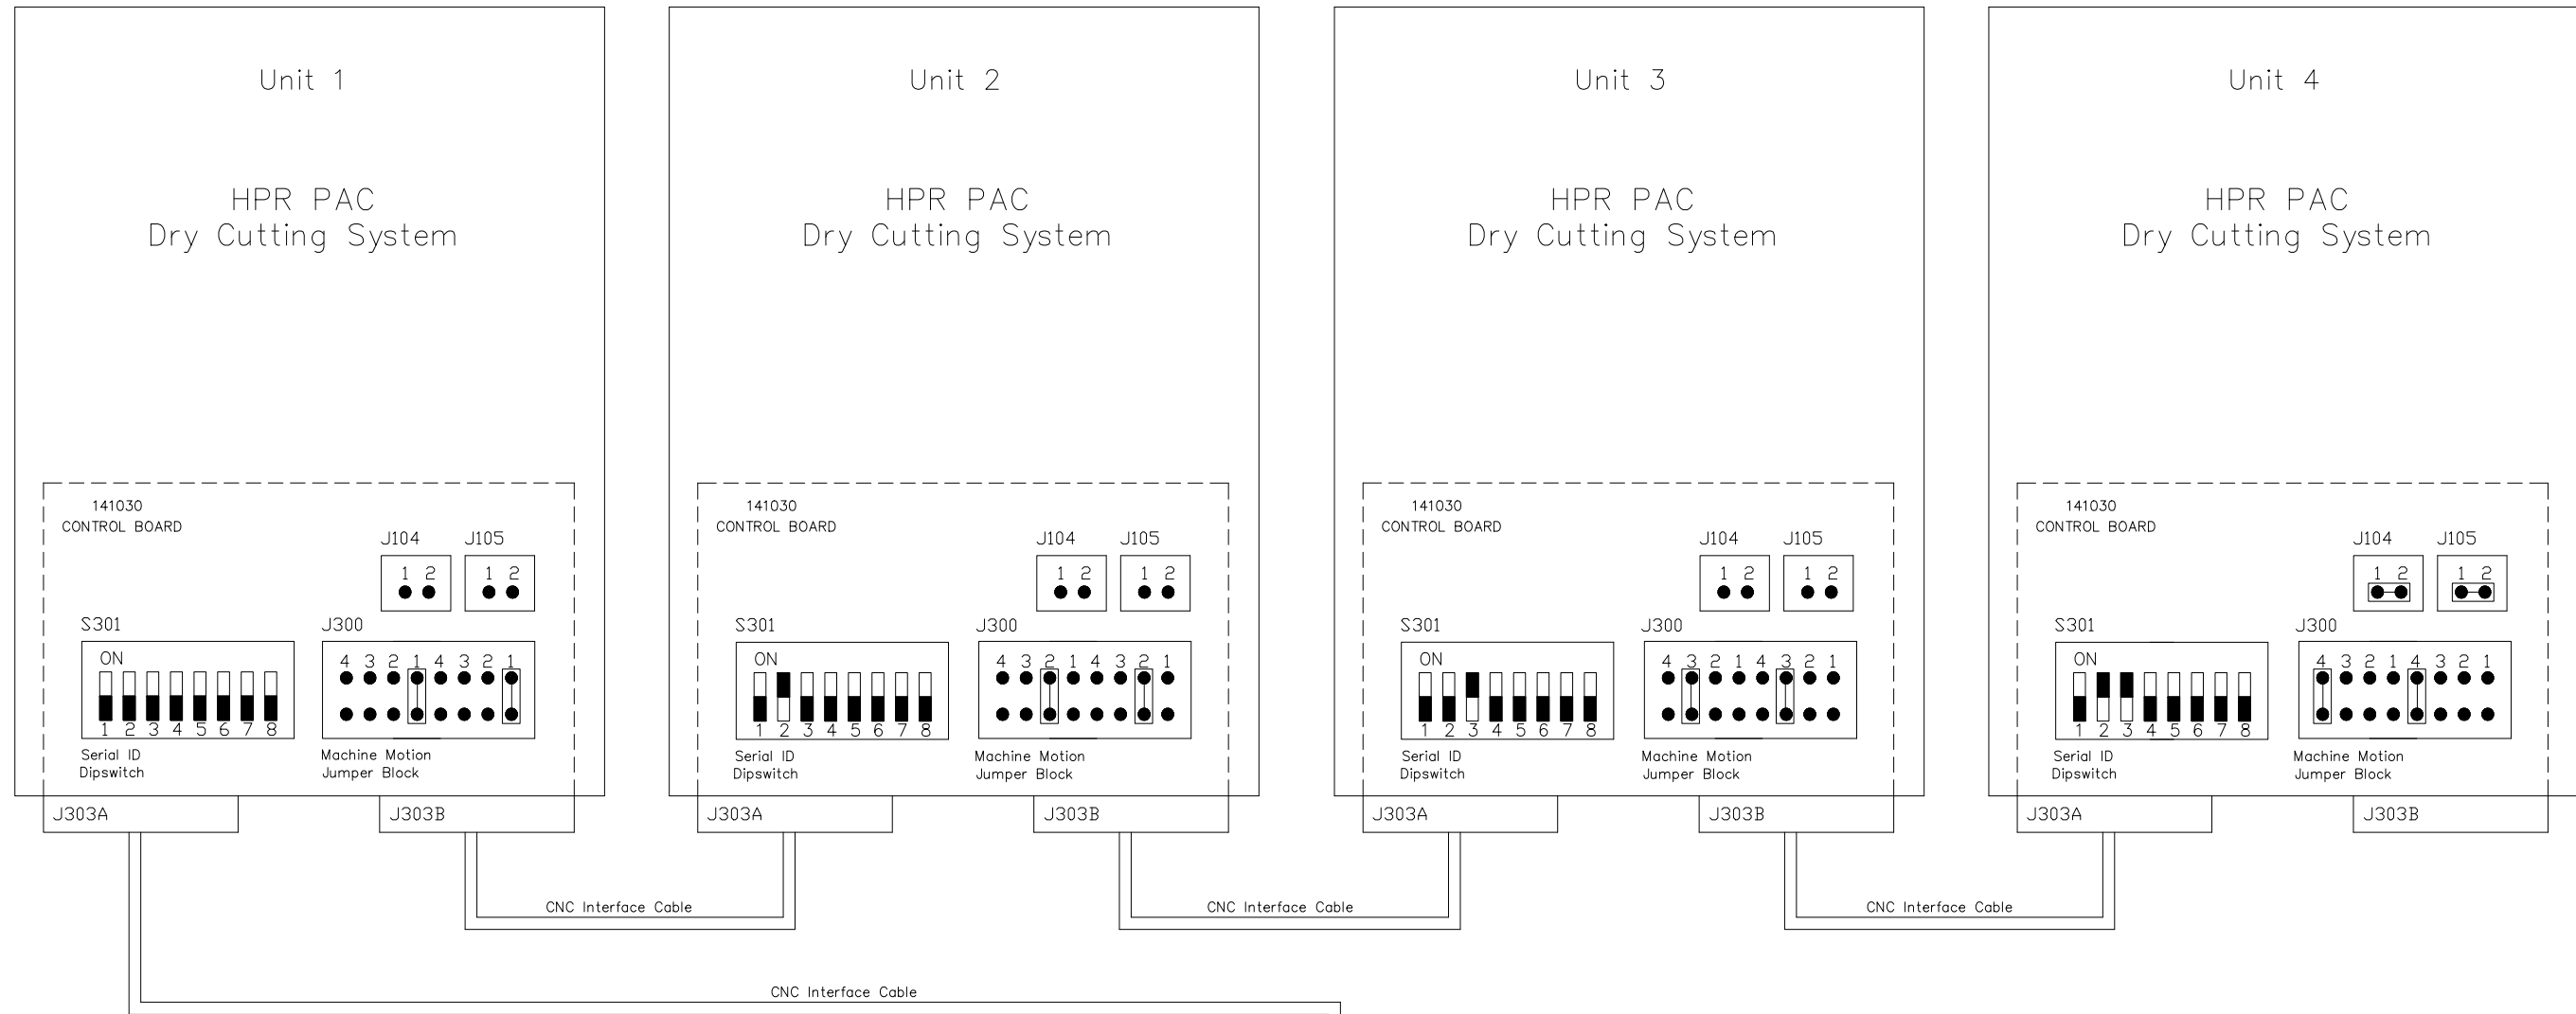 Unit 1
HPR PAC
Dry Cutting System
141030
CONTROL BOARD
J104
J105
1 2
1 2
S301
ON
1 2 3 4 5 6 7 8
Serial ID
Dipswitch
J300
4 3 2 1 4 3 2 1
Machine Motion
Jumper Block
J303A
J303B
Unit 2
HPR PAC
Dry Cutting System
141030
CONTROL BOARD
J104
J105
1 2
1 2
S301
ON
1 2 3 4 5 6 7 8
Serial ID
Dipswitch
J300
4 3 2 1 4 3 2 1
Machine Motion
Jumper Block
J303A
J303B
Unit 3
HPR PAC
Dry Cutting System
141030
CONTROL BOARD
J104
J105
1 2
1 2
S301
ON
1 2 3 4 5 6 7 8
Serial ID
Dipswitch
J300
4 3 2 1 4 3 2 1
Machine Motion
Jumper Block
J303A
J303B
Unit 4
HPR PAC
Dry Cutting System
141030
CONTROL BOARD
J104
J105
1 2
1 2
S301
ON
1 2 3 4 5 6 7 8
Serial ID
Dipswitch
J300
4 3 2 1 4 3 2 1
Machine Motion
Jumper Block
J303A
J303B
CNC Interface Cable
CNC Interface Cable
CNC Interface Cable
CNC Interface Cable